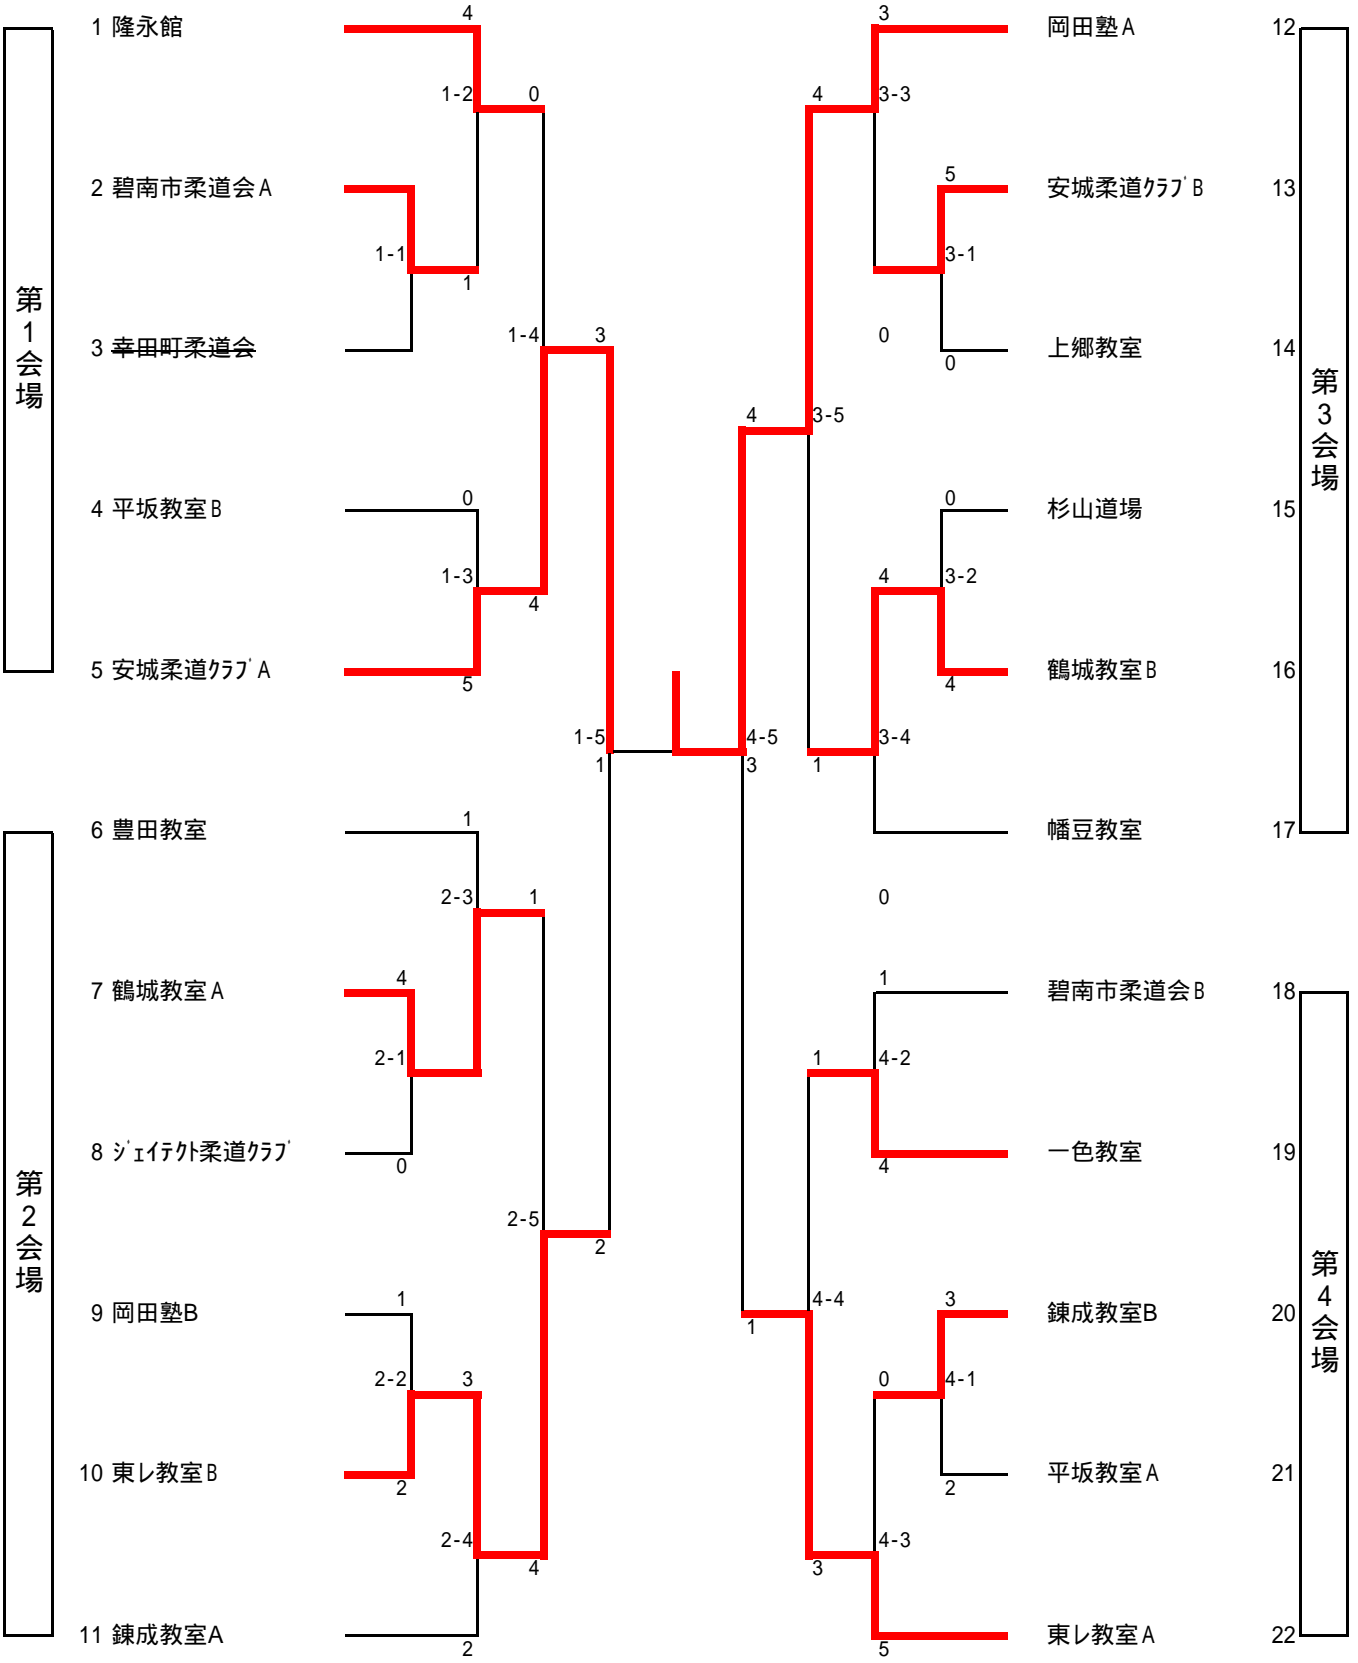 4
3
1 隆永館
岡田塾A
12
1-2
0
4
3-3
2 碧南市柔道会A
5
安城柔道ｸﾗﾌﾞB
13
1-1
1
3-1
第1会場
3 幸田町柔道会
1-4
3
0
0
上郷教室
14
第3会場
4
3-5
4 平坂教室B
0
0
杉山道場
15
1-3
4
4
3-2
5 安城柔道ｸﾗﾌﾞA
5
4
鶴城教室B
16
1-5
1
4-5
3
1
3-4
6 豊田教室
1
幡豆教室
17
2-3
1
0
7 鶴城教室A
4
1
碧南市柔道会B
18
2-1
1
4-2
8 ｼﾞｪｲﾃｸﾄ柔道ｸﾗﾌﾞ
0
4
一色教室
19
第2会場
2-5
2
9 岡田塾B
1
1
4-4
3
錬成教室B
20
第4会場
2-2
3
0
4-1
10 東レ教室B
2
2
平坂教室A
21
2-4
4
3
4-3
11 錬成教室A
2
5
東レ教室A
22